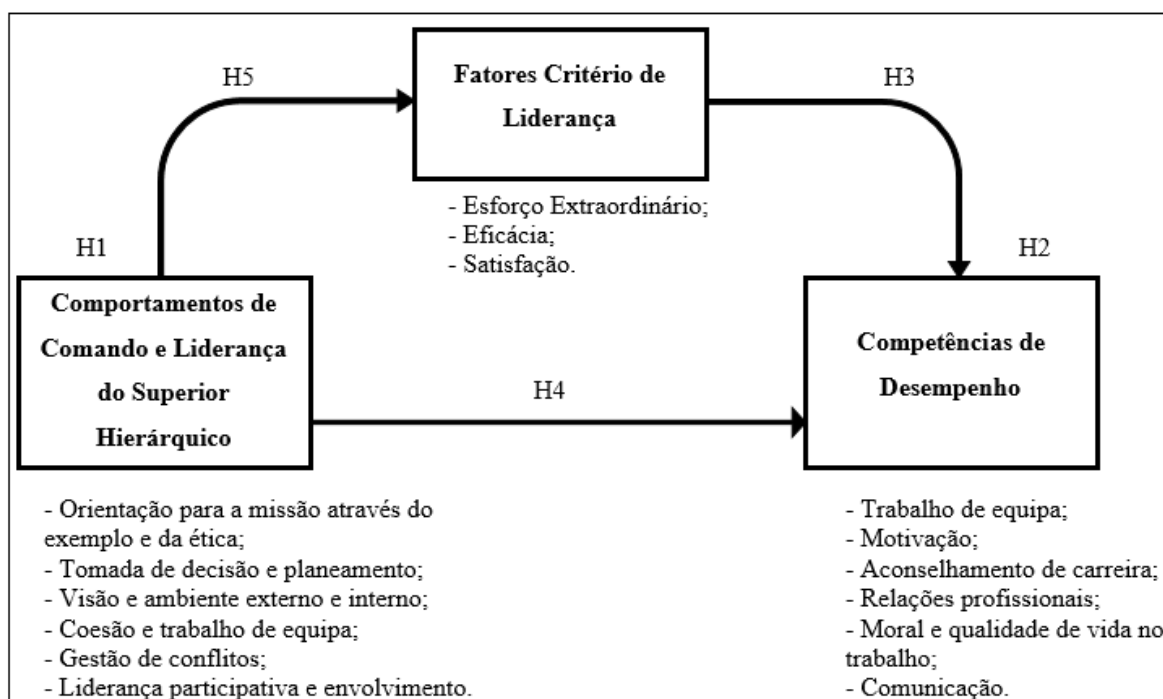 H5
Fatores Critério de
Liderança
H3
- Esforço Extraordinário;
- Eficácia;
- Satisfação.
H1
H2
Comportamentos de
Comando e Liderança
do Superior
Hierárquico
H4
Competências de
Desempenho
- Orientação para a missão através do
exemplo e da ética;
- Tomada de decisão e planeamento;
- Visão e ambiente externo e interno;
- Coesão e trabalho de equipa;
- Gestão de conflitos;
- Liderança participativa e envolvimento.
- Trabalho de equipa;
- Motivação;
- Aconselhamento de carreira;
- Relações profissionais;
- Moral e qualidade de vida no
trabalho;
- Comunicação.